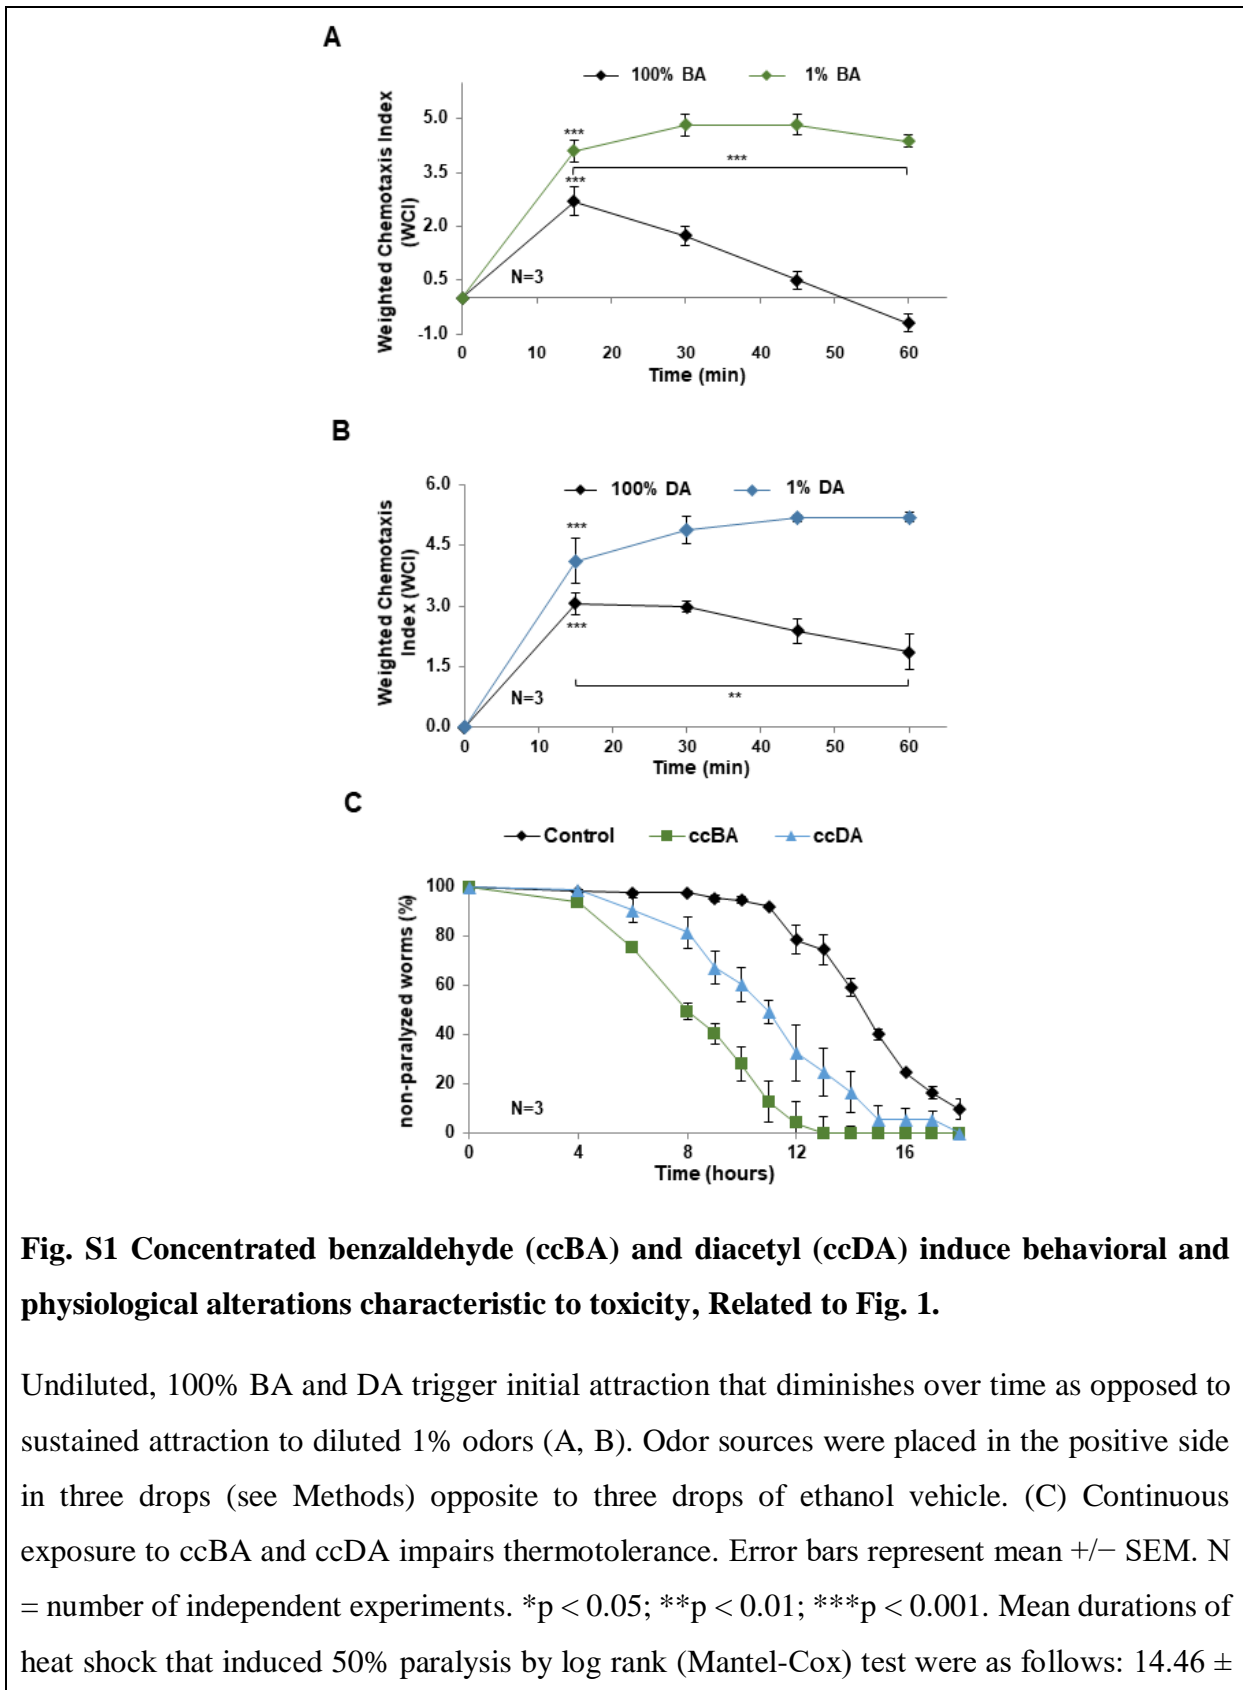 A
100% BA 1% BA
Weighted Chemotaxis Index
(WCI)
5.0
3.5
2.0
0.5
-1.0
***
***
***
N=3
0 10 20 30 40 50 60
Time (min)
B
100% DA 1% DA
Weighted Chemotaxis
Index (WCI)
6.0
4.5
3.0
1.5
0.0
***
***
**
N=3
0 10 20 30 40 50 60
Time (min)
C
Control ccBA ccDA
non-paralyzed worms (%)
100
80
60
40
20
0
N=3
0 4 8 12 16
Time (hours)
Fig. S1 Concentrated benzaldehyde (ccBA) and diacetyl (ccDA) induce behavioral and
physiological alterations characteristic to toxicity, Related to Fig. 1.
Undiluted, 100% BA and DA trigger initial attraction that diminishes over time as opposed to
sustained attraction to diluted 1% odors (A, B). Odor sources were placed in the positive side
in three drops (see Methods) opposite to three drops of ethanol vehicle. (C) Continuous
exposure to ccBA and ccDA impairs thermotolerance. Error bars represent mean +/− SEM. N
= number of independent experiments. *p < 0.05; **p < 0.01; ***p < 0.001. Mean durations of
heat shock that induced 50% paralysis by log rank (Mantel-Cox) test were as follows: 14.46 ±